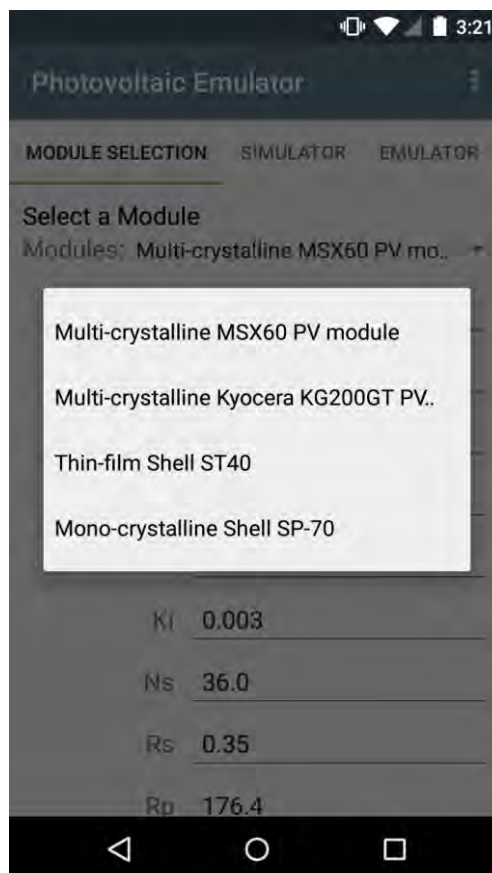 3:21
Photovoltaic Emulator
MODULE SELECTION SIMULATOR EMULATOR
Select a Module
Modules: Multi-crystalline MSX60 PV mo..
Multi-crystalline MSX60 PV module
Multi-crystalline Kyocera KG200GT PV..
Thin-film Shell ST40
Mono-crystalline Shell SP-70
Ki 0.003
Ns 36.0
Rs 0.35
Rp 176.4